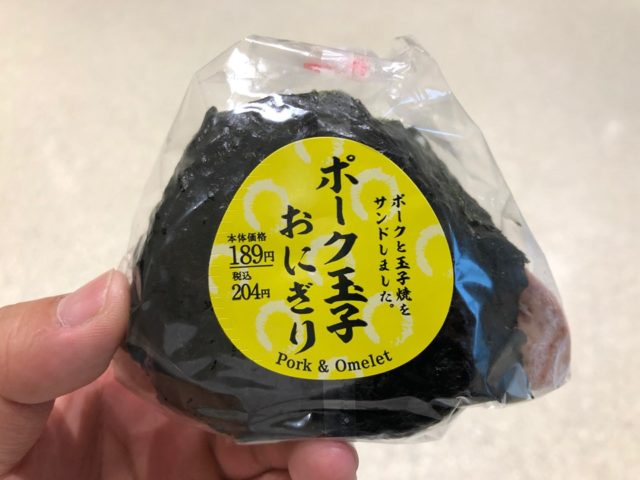 ポークと玉子焼を
サンドしました。
ポーク玉子
おにぎり
本体価格
189円
税込
204円
Pork & Omelet